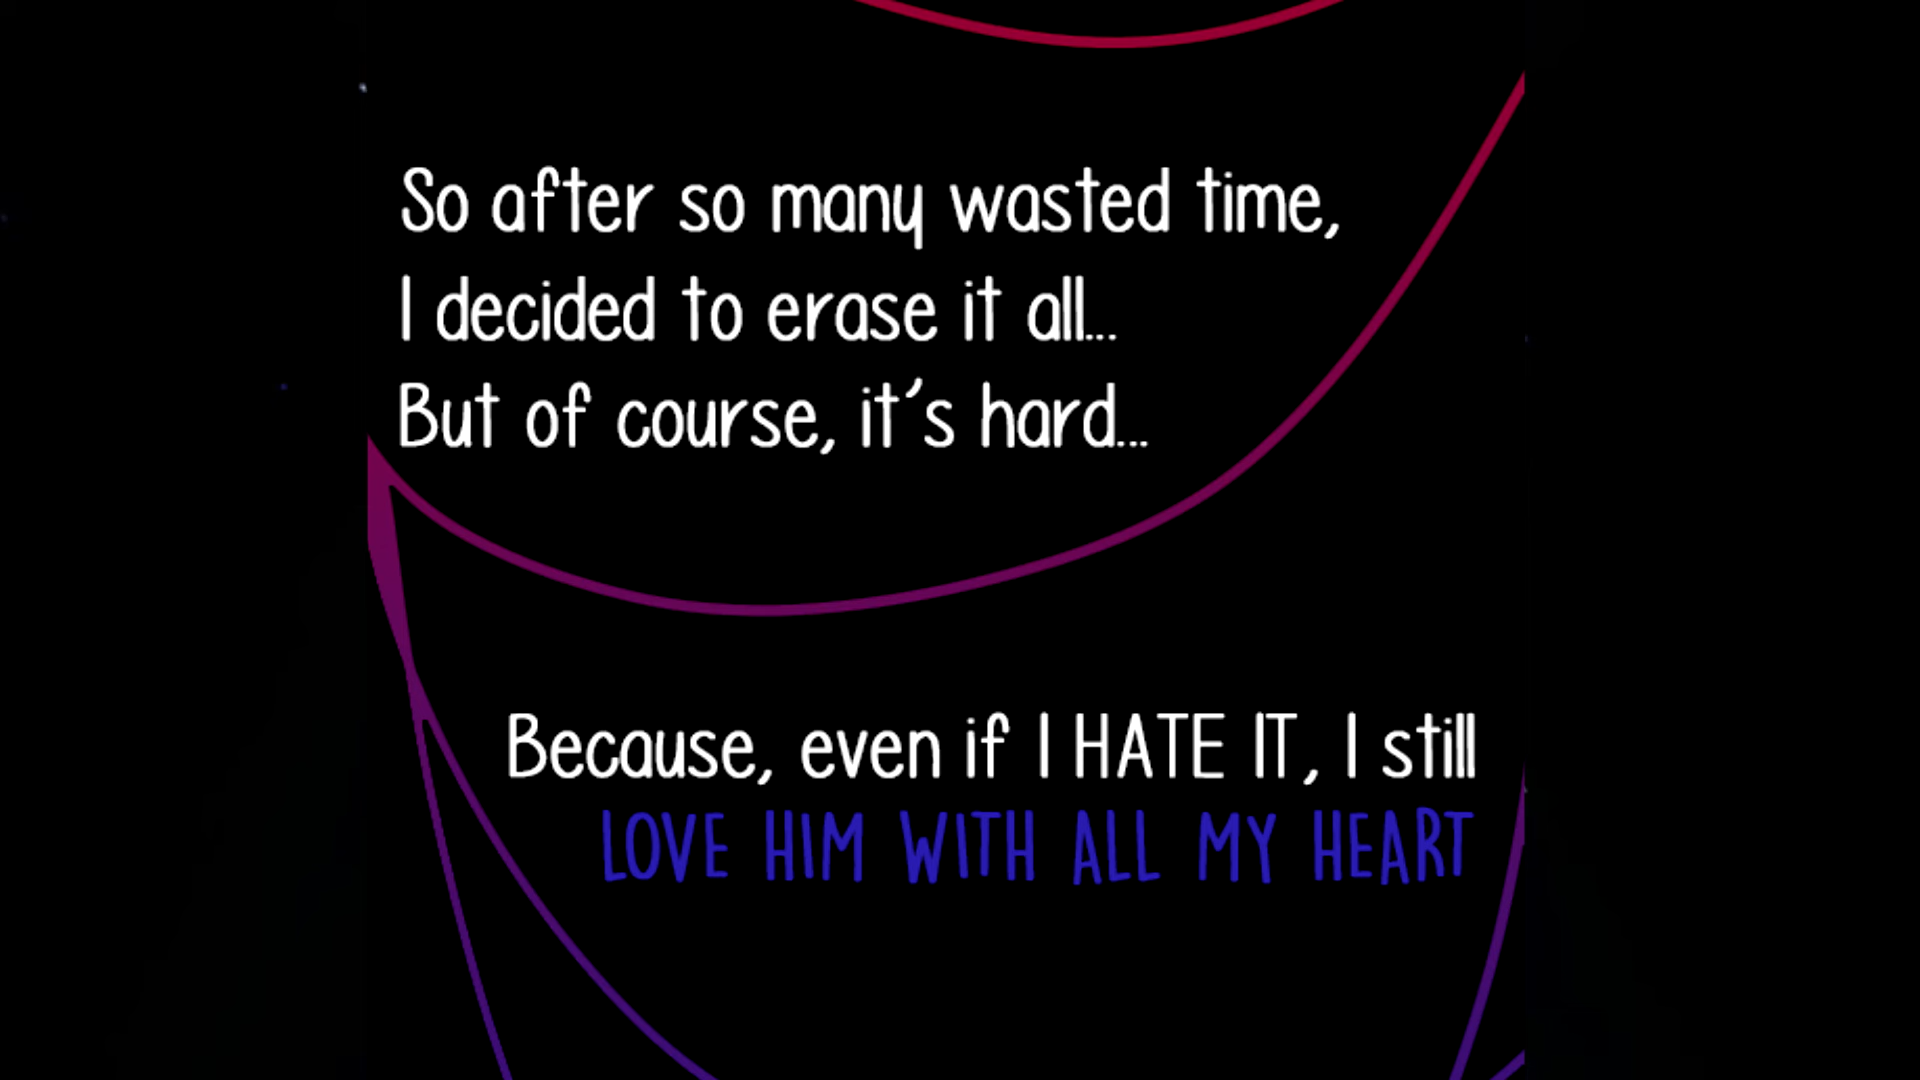 So after so many wasted time,
I decided to erase it all...
But of course, it's hard...
Because, even if I HATE IT, I still
LOVE HIM WITH ALL MY HEART